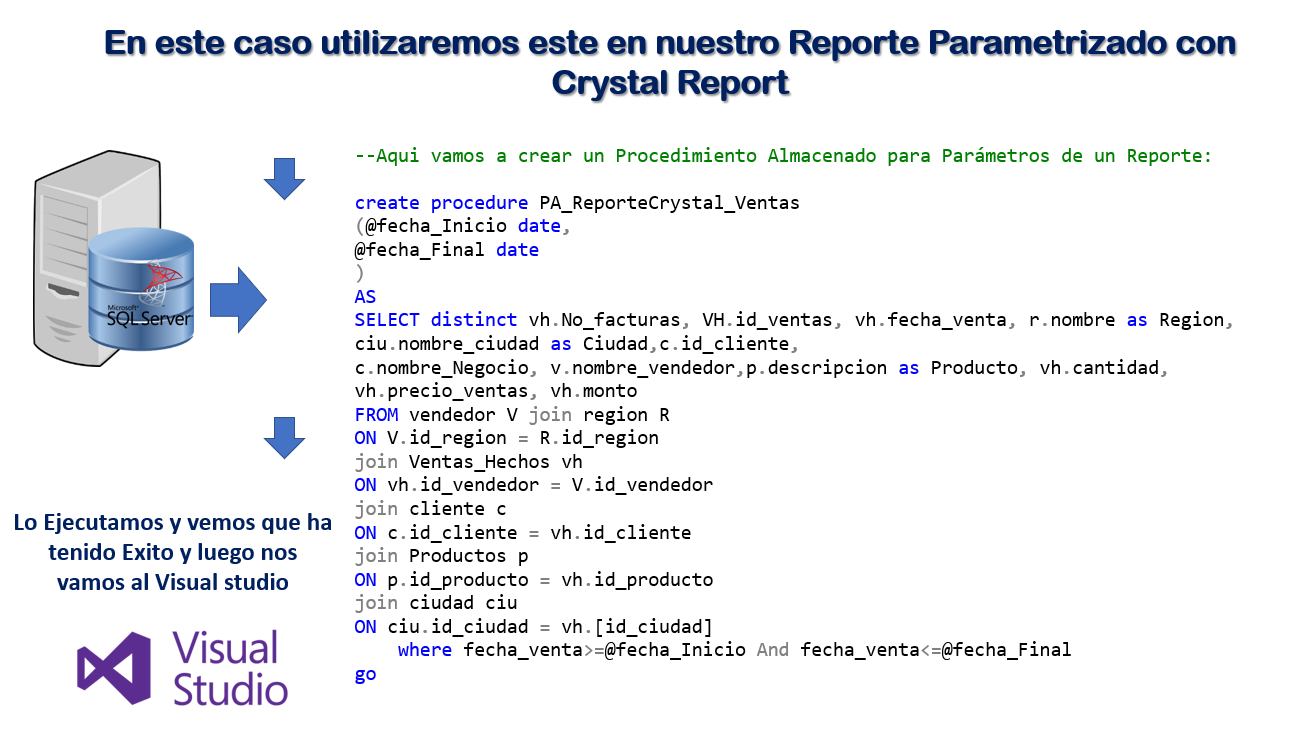 En este caso utilizaremos este en nuestro Reporte Parametrizado con
Crystal Report
--Aqui vamos a crear un Procedimiento Almacenado para Parámetros de un Reporte:
create procedure PA_ReporteCrystal_Ventas
(@fecha_Inicio date,
@fecha_Final date
)
AS
SELECT distinct vh.No_facturas, VH.id_ventas, vh.fecha_venta, r.nombre as Region,
ciu.nombre_ciudad as Ciudad,c.id_cliente,
c.nombre_Negocio, v.nombre_vendedor,p.descripcion as Producto, vh.cantidad,
vh.precio_ventas, vh.monto
FROM vendedor V join region R
ON V.id_region = R.id_region
join Ventas_Hechos vh
ON vh.id_vendedor = V.id_vendedor
join cliente c
ON c.id_cliente = vh.id_cliente
join Productos p
ON p.id_producto = vh.id_producto
join ciudad ciu
ON ciu.id_ciudad = vh.[id_ciudad]
    where fecha_venta>=@fecha_Inicio And fecha_venta<=@fecha_Final
go
Microsoft
SQL Server
Lo Ejecutamos y vemos que ha
tenido Exito y luego nos
vamos al Visual studio
Visual
Studio